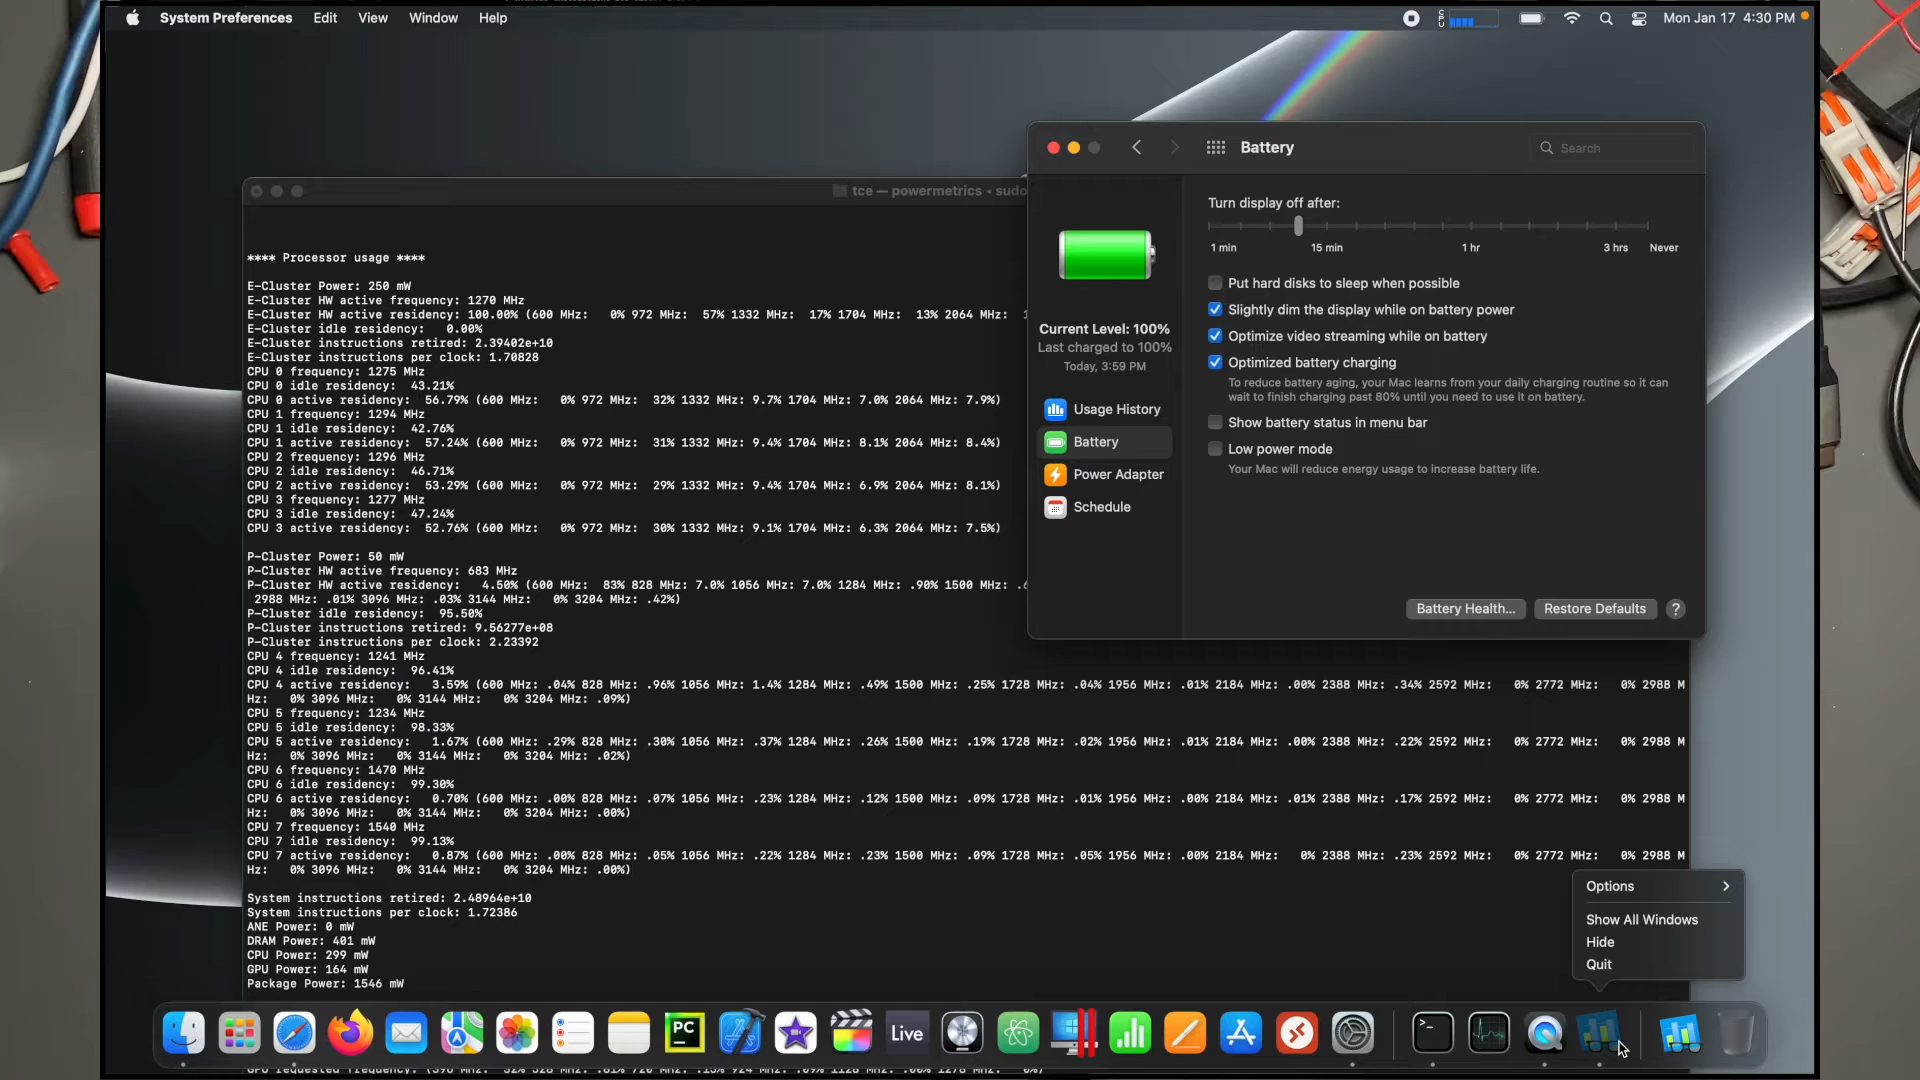 System Preferences Edit View Window Help
CPU
Mon Jan 17 4:30 PM
tce — powermetrics ◂ sudo
**** Processor usage ****
E-Cluster Power: 250 mW
E-Cluster HW active frequency: 1270 MHz
E-Cluster HW active residency: 100.00% (600 MHz: 0% 972 MHz: 57% 1332 MHz: 17% 1704 MHz: 13% 2064 MHz:
E-Cluster idle residency: 0.00%
E-Cluster instructions retired: 2.39402e+10
E-Cluster instructions per clock: 1.70828
CPU 0 frequency: 1275 MHz
CPU 0 idle residency: 43.21%
CPU 0 active residency: 56.79% (600 MHz: 0% 972 MHz: 32% 1332 MHz: 9.7% 1704 MHz: 7.0% 2064 MHz: 7.9%)
CPU 1 frequency: 1294 MHz
CPU 1 idle residency: 42.76%
CPU 1 active residency: 57.24% (600 MHz: 0% 972 MHz: 31% 1332 MHz: 9.4% 1704 MHz: 8.1% 2064 MHz: 8.4%)
CPU 2 frequency: 1296 MHz
CPU 2 idle residency: 46.71%
CPU 2 active residency: 53.29% (600 MHz: 0% 972 MHz: 29% 1332 MHz: 9.4% 1704 MHz: 6.9% 2064 MHz: 8.1%)
CPU 3 frequency: 1277 MHz
CPU 3 idle residency: 47.24%
CPU 3 active residency: 52.76% (600 MHz: 0% 972 MHz: 30% 1332 MHz: 9.1% 1704 MHz: 6.3% 2064 MHz: 7.5%)
P-Cluster Power: 50 mW
P-Cluster HW active frequency: 683 MHz
P-Cluster HW active residency: 4.50% (600 MHz: 83% 828 MHz: 7.0% 1056 MHz: 7.0% 1284 MHz: .90% 1500 MHz:
2988 MHz: .01% 3096 MHz: .03% 3144 MHz: 0% 3204 MHz: .42%)
P-Cluster idle residency: 95.50%
P-Cluster instructions retired: 9.56277e+08
P-Cluster instructions per clock: 2.23392
CPU 4 frequency: 1241 MHz
CPU 4 idle residency: 96.41%
CPU 4 active residency: 3.59% (600 MHz: .04% 828 MHz: .96% 1056 MHz: 1.4% 1284 MHz: .49% 1500 MHz: .25% 1728 MHz: .04% 1956 MHz: .01% 2184 MHz: .00% 2388 MHz: .34% 2592 MHz: 0% 2772 MHz: 0% 2988 M
Hz: 0% 3096 MHz: 0% 3144 MHz: 0% 3204 MHz: .09%)
CPU 5 frequency: 1234 MHz
CPU 5 idle residency: 98.33%
CPU 5 active residency: 1.67% (600 MHz: .29% 828 MHz: .30% 1056 MHz: .37% 1284 MHz: .26% 1500 MHz: .19% 1728 MHz: .02% 1956 MHz: .01% 2184 MHz: .00% 2388 MHz: .22% 2592 MHz: 0% 2772 MHz: 0% 2988 M
Hz: 0% 3096 MHz: 0% 3144 MHz: 0% 3204 MHz: .02%)
CPU 6 frequency: 1470 MHz
CPU 6 idle residency: 99.30%
CPU 6 active residency: 0.70% (600 MHz: .00% 828 MHz: .07% 1056 MHz: .23% 1284 MHz: .12% 1500 MHz: .09% 1728 MHz: .01% 1956 MHz: .00% 2184 MHz: .01% 2388 MHz: .17% 2592 MHz: 0% 2772 MHz: 0% 2988 M
Hz: 0% 3096 MHz: 0% 3144 MHz: 0% 3204 MHz: .00%)
CPU 7 frequency: 1540 MHz
CPU 7 idle residency: 99.13%
CPU 7 active residency: 0.87% (600 MHz: .00% 828 MHz: .05% 1056 MHz: .22% 1284 MHz: .23% 1500 MHz: .09% 1728 MHz: .05% 1956 MHz: .00% 2184 MHz: 0% 2388 MHz: .23% 2592 MHz: 0% 2772 MHz: 0% 2988 M
Hz: 0% 3096 MHz: 0% 3144 MHz: 0% 3204 MHz: .00%)
System instructions retired: 2.48964e+10
System instructions per clock: 1.72386
ANE Power: 0 mW
DRAM Power: 401 mW
CPU Power: 299 mW
GPU Power: 164 mW
Package Power: 1546 mW
Battery
Search
Current Level: 100%
Last charged to 100%
Today, 3:59 PM
Usage History
Battery
Power Adapter
Schedule
Turn display off after:
1 min 15 min 1 hr 3 hrs Never
Put hard disks to sleep when possible
Slightly dim the display while on battery power
Optimize video streaming while on battery
Optimized battery charging
To reduce battery aging, your Mac learns from your daily charging routine so it can
wait to finish charging past 80% until you need to use it on battery.
Show battery status in menu bar
Low power mode
Your Mac will reduce energy usage to increase battery life.
Battery Health... Restore Defaults ?
Options
Show All Windows
Hide
Quit
PC
Live